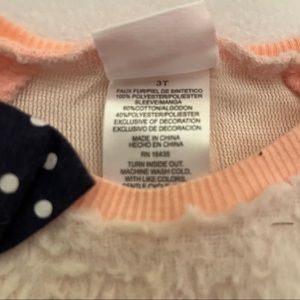 3T
FAUX FUR/PIEL DE SINTETICO
100% POLYESTER/POLIESTER
SLEEVE/MANGA
60%COTTON/ALGODON
40%POLYESTER/POLIESTER
EXCLUSIVE OF DECORATION
EXCLUSIVO DE DECORACION
MADE IN CHINA
HECHO EN CHINA
RN 16435
TURN INSIDE OUT.
MACHINE WASH COLD,
WITH LIKE COLORS.
GENTLE CYCLE